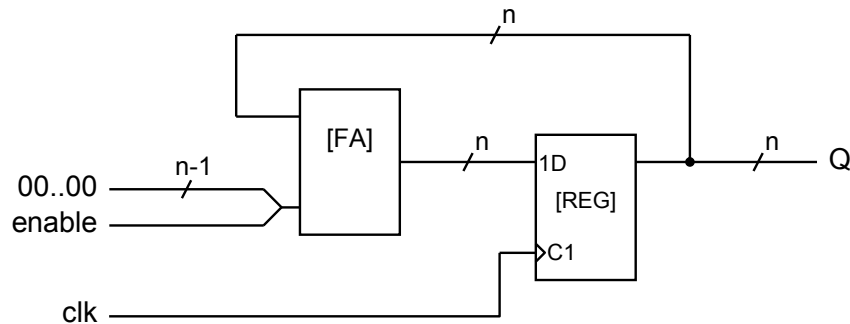 n
[FA]
n
n
n-1
1D
Q
00..00
[REG]
enable
C1
clk